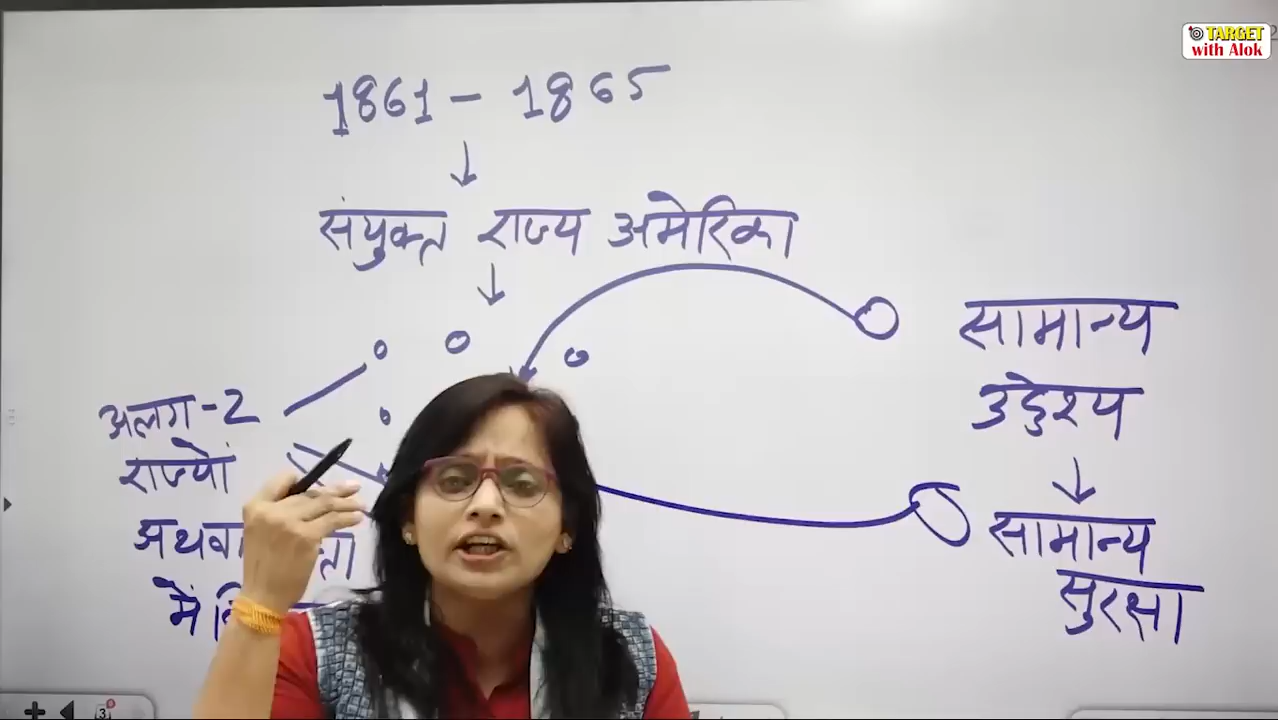 TARGET
with Alok
1861 - 1865
संयुक्त राज्य अमेरिका
सामान्य
उद्देश्य
सामान्य
सुरक्षा
अलग-2
राज्यों
अथवा
में